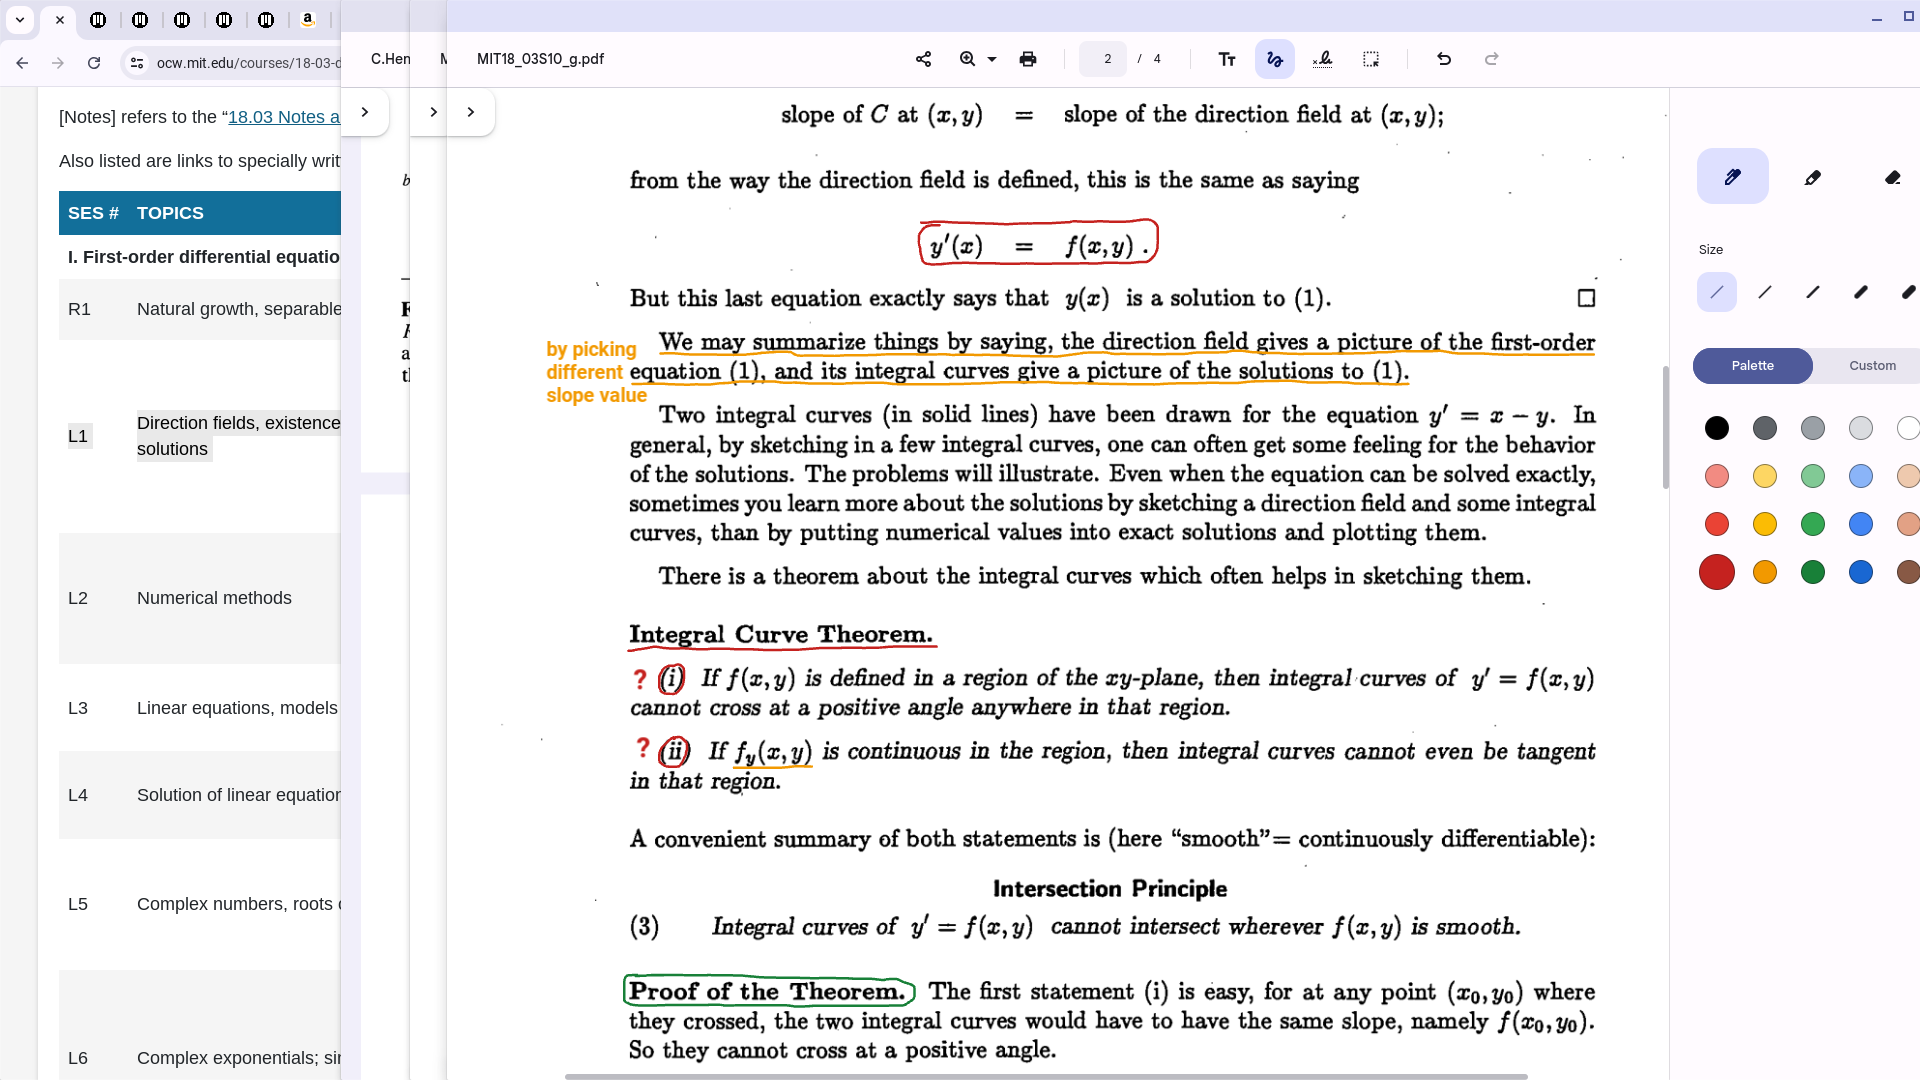 ocw.mit.edu/courses/18-03-d
[Notes] refers to the “18.03 Notes a
Also listed are links to specially writ
SES # TOPICS
I. First-order differential equatio
R1 Natural growth, separable
L1 Direction fields, existence
solutions
L2 Numerical methods
L3 Linear equations, models
L4 Solution of linear equation
L5 Complex numbers, roots
L6 Complex exponentials; sin
C.Hen
M
MIT18_03S10_g.pdf
2 / 4
slope of C at (x, y) = slope of the direction field at (x, y);
from the way the direction field is defined, this is the same as saying
y′(x) = f(x, y) .
But this last equation exactly says that y(x) is a solution to (1). □
by picking
different
slope value
We may summarize things by saying, the direction field gives a picture of the first-order
equation (1), and its integral curves give a picture of the solutions to (1).
Two integral curves (in solid lines) have been drawn for the equation y′ = x − y. In
general, by sketching in a few integral curves, one can often get some feeling for the behavior
of the solutions. The problems will illustrate. Even when the equation can be solved exactly,
sometimes you learn more about the solutions by sketching a direction field and some integral
curves, than by putting numerical values into exact solutions and plotting them.
There is a theorem about the integral curves which often helps in sketching them.
Integral Curve Theorem.
? (i) If f(x, y) is defined in a region of the xy-plane, then integral curves of y′ = f(x, y)
cannot cross at a positive angle anywhere in that region.
? (ii) If f_y(x, y) is continuous in the region, then integral curves cannot even be tangent
in that region.
A convenient summary of both statements is (here “smooth”= continuously differentiable):
Intersection Principle
(3) Integral curves of y′ = f(x, y) cannot intersect wherever f(x, y) is smooth.
Proof of the Theorem. The first statement (i) is easy, for at any point (x₀, y₀) where
they crossed, the two integral curves would have to have the same slope, namely f(x₀, y₀).
So they cannot cross at a positive angle.
Size
Palette Custom